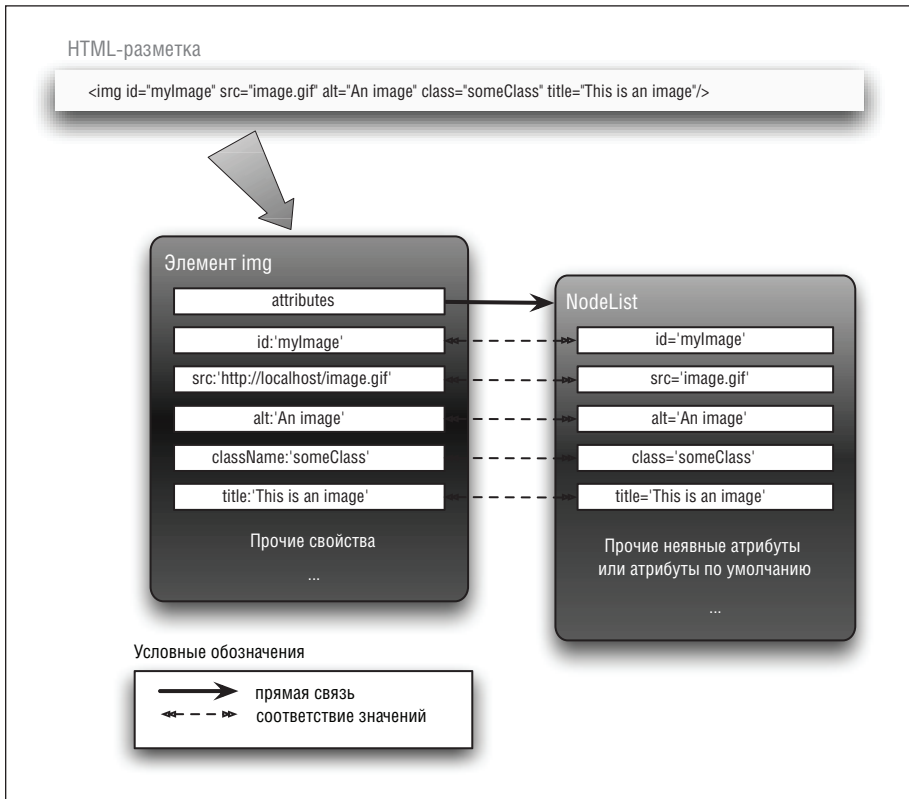 HTML-разметка
<img id="myImage" src="image.gif" alt="An image" class="someClass" title="This is an image"/>
Элемент img
attributes
id:'myImage'
src:'http://localhost/image.gif'
alt:'An image'
className:'someClass'
title:'This is an image'
Прочие свойства
...
NodeList
id='myImage'
src='image.gif'
alt='An image'
class='someClass'
title='This is an image'
Прочие неявные атрибуты
или атрибуты по умолчанию
...
Условные обозначения
прямая связь
соответствие значений